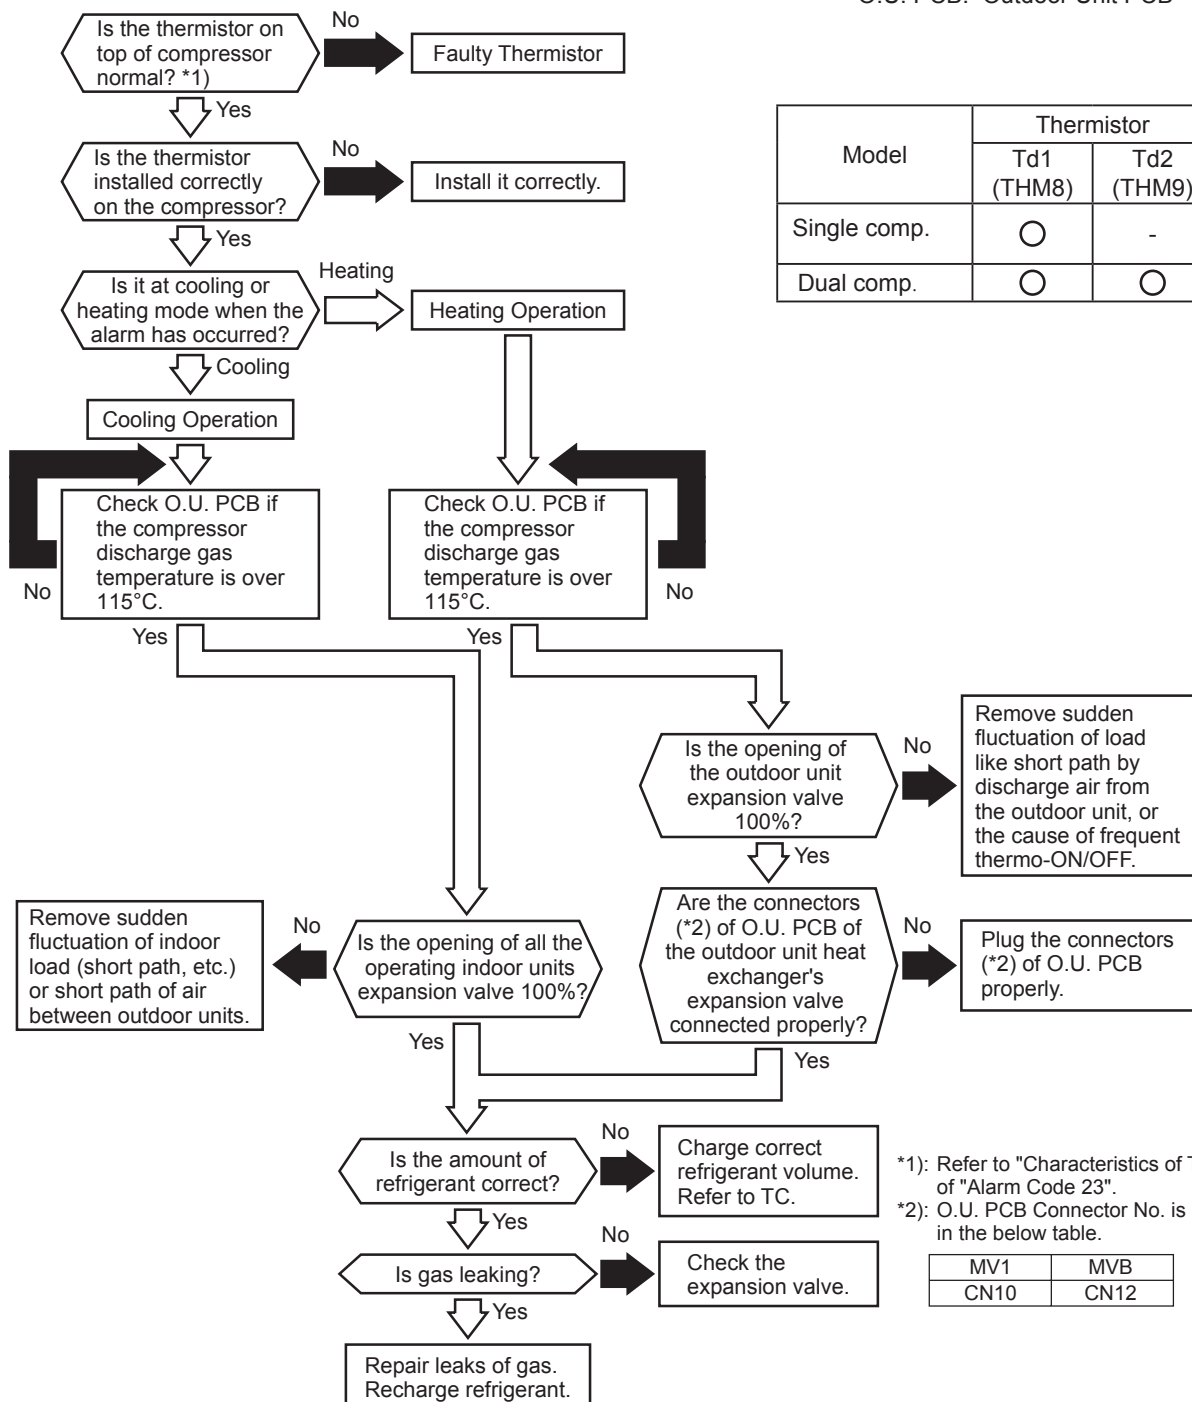 O.U. PCB: Outdoor Unit PCB
Is the thermistor on
top of compressor
normal? *1)
No
Faulty Thermistor
Yes
Is the thermistor
installed correctly
on the compressor?
No
Install it correctly.
Yes
Is it at cooling or
heating mode when the
alarm has occurred?
Heating
Heating Operation
Cooling
Cooling Operation
Model
Thermistor
Td1
(THM8)
Td2
(THM9)
Single comp.
-
Dual comp.
Check O.U. PCB if
the compressor
discharge gas
temperature is over
115°C.
No
Yes
Check O.U. PCB if
the compressor
discharge gas
temperature is over
115°C.
No
Yes
Is the opening of
the outdoor unit
expansion valve
100%?
No
Remove sudden
fluctuation of load
like short path by
discharge air from
the outdoor unit, or
the cause of frequent
thermo-ON/OFF.
Yes
Are the connectors
(*2) of O.U. PCB of
the outdoor unit heat
exchanger's
expansion valve
connected properly?
No
Plug the connectors
(*2) of O.U. PCB
properly.
Yes
Is the opening of all the
operating indoor units
expansion valve 100%?
No
Remove sudden
fluctuation of indoor
load (short path, etc.)
or short path of air
between outdoor units.
Yes
Is the amount of
refrigerant correct?
No
Charge correct
refrigerant volume.
Refer to TC.
Yes
Is gas leaking?
No
Check the
expansion valve.
Yes
Repair leaks of gas.
Recharge refrigerant.
*1): Refer to "Characteristics of
of "Alarm Code 23".
*2): O.U. PCB Connector No. is
in the below table.
MV1 MVB
CN10 CN12